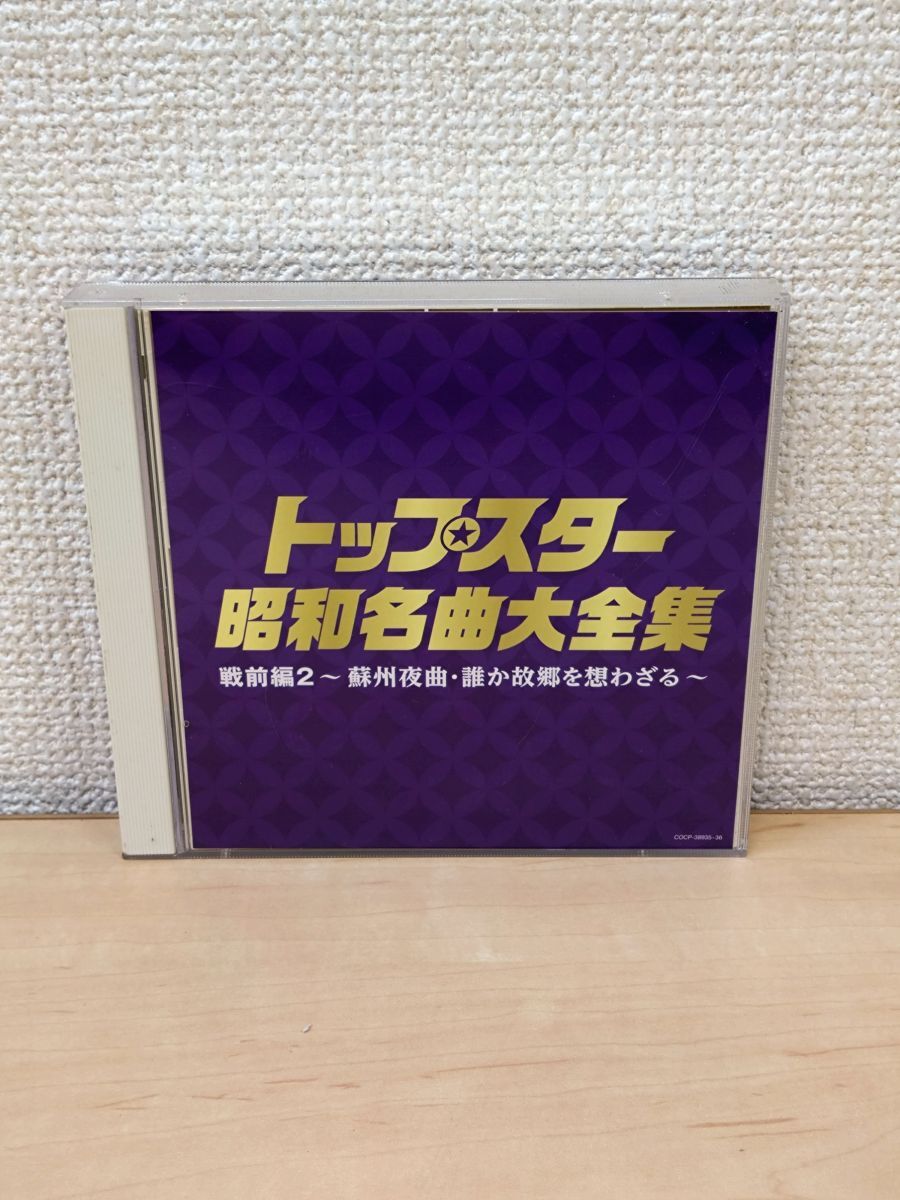 トップスター
昭和名曲大全集
戦前編2～蘇州夜曲・誰か故郷を想わざる～
COCP-38935-36